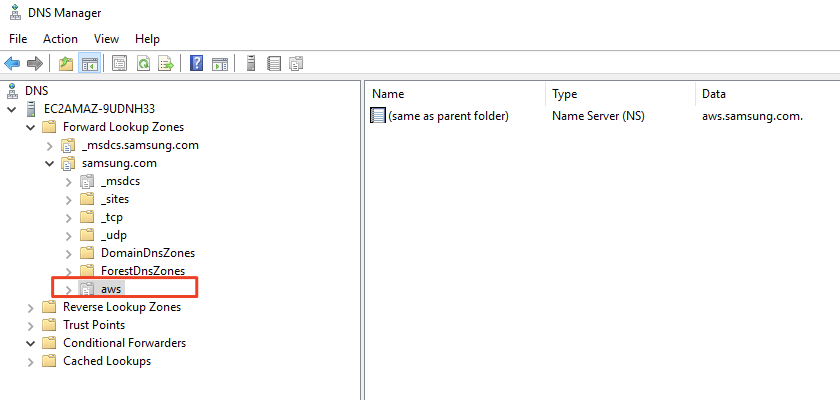 DNS Manager
File Action View Help
DNS
EC2AMAZ-9UDNH33
Forward Lookup Zones
_msdcs.samsung.com
samsung.com
_msdcs
_sites
_tcp
_udp
DomainDnsZones
ForestDnsZones
aws
Reverse Lookup Zones
Trust Points
Conditional Forwarders
Cached Lookups
Name Type Data
(same as parent folder) Name Server (NS) aws.samsung.com.